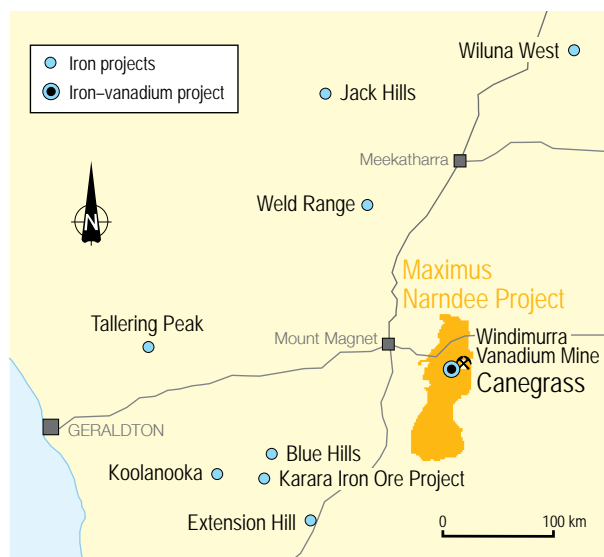 Iron projects
Iron–vanadium project
Wiluna West
Jack Hills
Meekatharra
N
Weld Range
Maximus
Narndee Project
Tallering Peak
Mount Magnet
Windimurra
Vanadium Mine
Canegrass
GERALDTON
Blue Hills
Koolanooka
Karara Iron Ore Project
Extension Hill
0
100 km